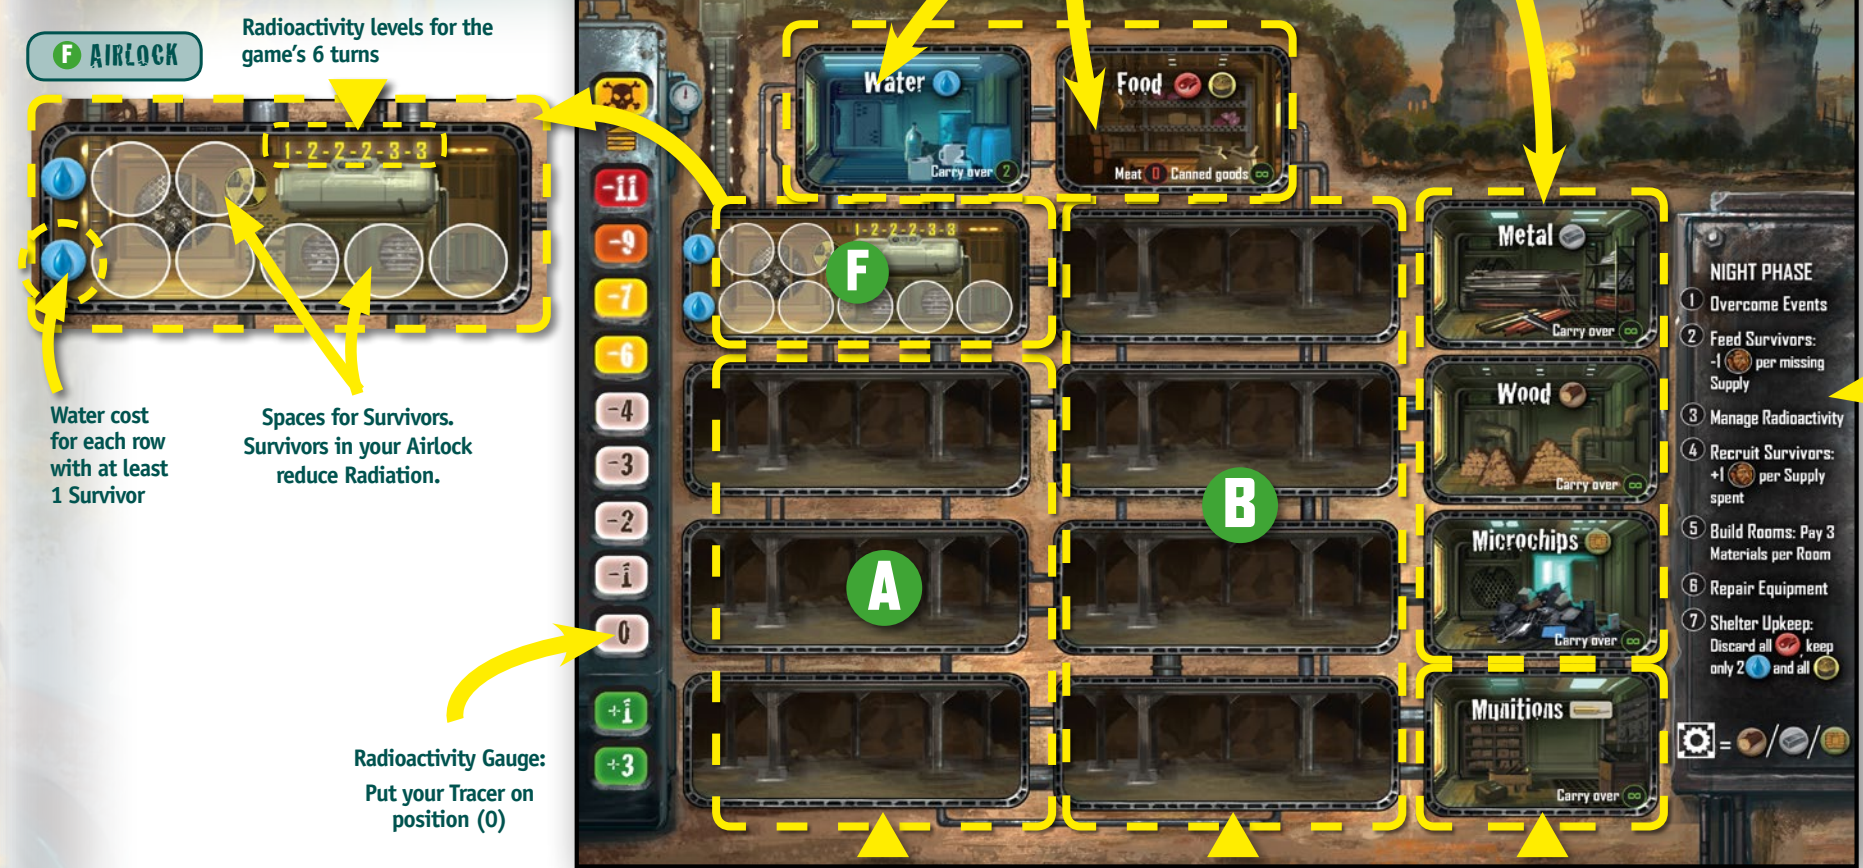 F AIRLOCK
Radioactivity levels for the
game's 6 turns
1-2-2-2-3-3
Water cost
for each row
with at least
1 Survivor
Spaces for Survivors.
Survivors in your Airlock
reduce Radiation.
Radioactivity Gauge:
Put your Tracer on
position (0)
-11
-9
-7
-6
-4
-3
-2
-1
0
+1
+3
Water
Carry over 2
Food
Meat 0 Canned goods ∞
1-2-2-2-3-3
F
A
B
Metal
Carry over ∞
Wood
Carry over ∞
Microchips
Carry over ∞
Munitions
Carry over ∞
NIGHT PHASE
1 Overcome Events
2 Feed Survivors:
-1 per missing
Supply
3 Manage Radioactivity
4 Recruit Survivors:
+1 per Supply
spent
5 Build Rooms: Pay 3
Materials per Room
6 Repair Equipment
7 Shelter Upkeep:
Discard all , keep
only 2 and all
= / /